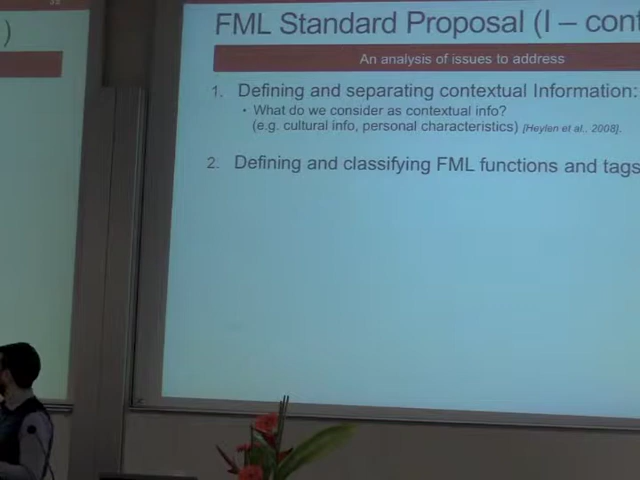 )
FML Standard Proposal (I – cont
An analysis of issues to address
1. Defining and separating contextual Information:
• What do we consider as contextual info?
(e.g. cultural info, personal characteristics) [Heylen et al., 2008].
2. Defining and classifying FML functions and tags